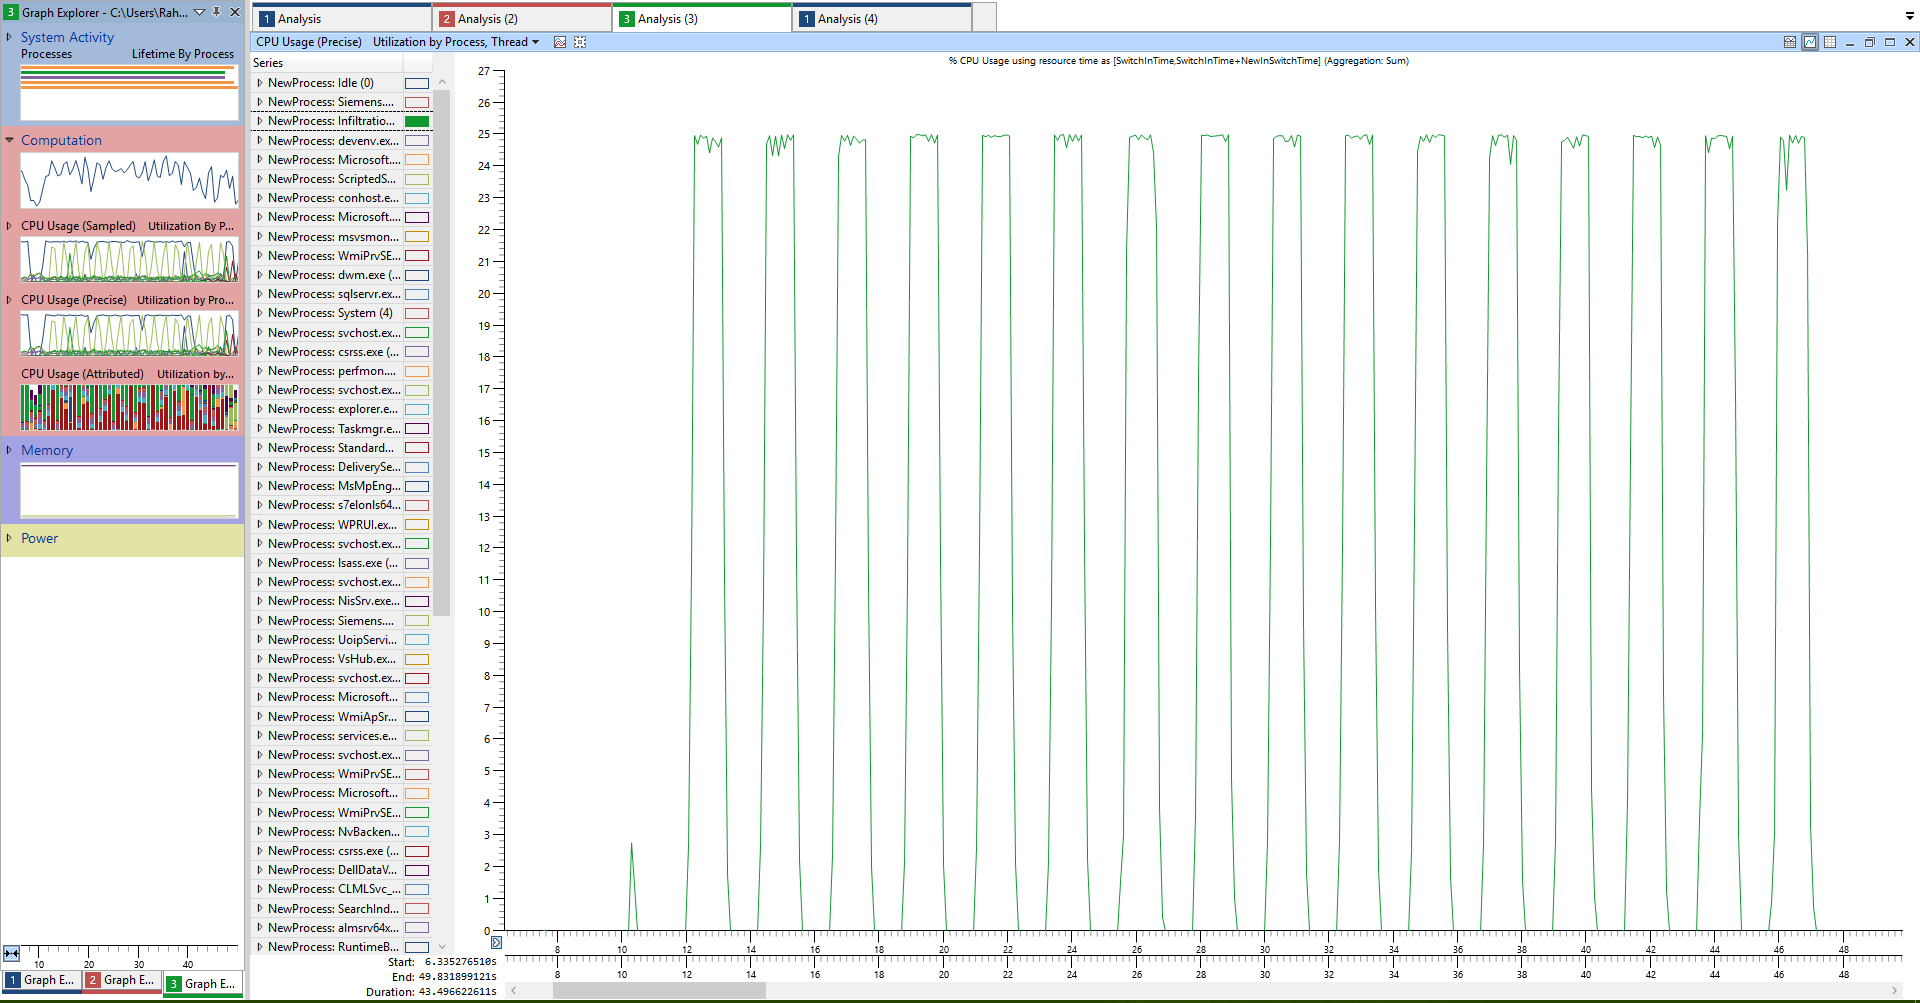 3 Graph Explorer - C:\Users\Rah...
System Activity
Processes Lifetime By Process
Computation
CPU Usage (Sampled) Utilization By P...
CPU Usage (Precise) Utilization by Pro...
CPU Usage (Attributed) Utilization by...
Memory
Power
10 20 30 40
1 Graph E... 2 Graph E... 3 Graph E...
1 Analysis 2 Analysis (2) 3 Analysis (3) 1 Analysis (4)
CPU Usage (Precise) Utilization by Process, Thread
Series
NewProcess: Idle (0)
NewProcess: Siemens....
NewProcess: Infiltratio...
NewProcess: devenv.ex...
NewProcess: Microsoft....
NewProcess: ScriptedS...
NewProcess: conhost.e...
NewProcess: Microsoft....
NewProcess: msvsmon...
NewProcess: WmiPrvSE...
NewProcess: dwm.exe (...
NewProcess: sqlservr.ex...
NewProcess: System (4)
NewProcess: svchost.ex...
NewProcess: csrss.exe (...
NewProcess: perfmon....
NewProcess: svchost.ex...
NewProcess: explorer.e...
NewProcess: Taskmgr.e...
NewProcess: Standard...
NewProcess: DeliverySe...
NewProcess: MsMpEng...
NewProcess: s7elonls64...
NewProcess: WPRUI.ex...
NewProcess: svchost.ex...
NewProcess: lsass.exe (...
NewProcess: svchost.ex...
NewProcess: NisSrv.exe...
NewProcess: Siemens....
NewProcess: UoipServi...
NewProcess: VsHub.ex...
NewProcess: svchost.ex...
NewProcess: Microsoft...
NewProcess: WmiApSr...
NewProcess: services.e...
NewProcess: svchost.ex...
NewProcess: WmiPrvSE...
NewProcess: Microsoft...
NewProcess: WmiPrvSE...
NewProcess: NvBacken...
NewProcess: csrss.exe (...
NewProcess: DellDataV...
NewProcess: CLMLSvc_...
NewProcess: SearchInd...
NewProcess: almsrv64x...
NewProcess: RuntimeB...
% CPU Usage using resource time as [SwitchInTime,SwitchInTime+NewInSwitchTime] (Aggregation: Sum)
27
26
25
24
23
22
21
20
19
18
17
16
15
14
13
12
11
10
9
8
7
6
5
4
3
2
1
0
8 10 12 14 16 18 20 22 24 26 28 30 32 34 36 38 40 42 44 46 48
Start: 6.335276510s
8 10 12 14 16 18 20 22 24 26 28 30 32 34 36 38 40 42 44 46 48
End: 49.831899121s
Duration: 43.496622611s